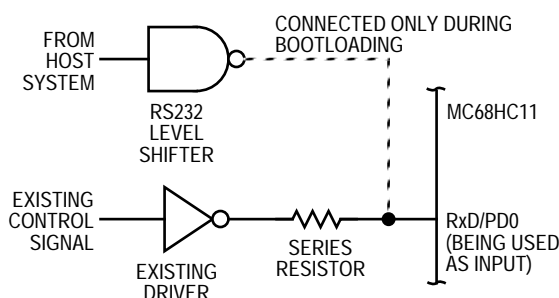 FROM
HOST
SYSTEM
CONNECTED ONLY DURING
BOOTLOADING
RS232
LEVEL
SHIFTER
MC68HC11
EXISTING
CONTROL
SIGNAL
EXISTING
DRIVER
SERIES
RESISTOR
RxD/PD0
(BEING USED
AS INPUT)